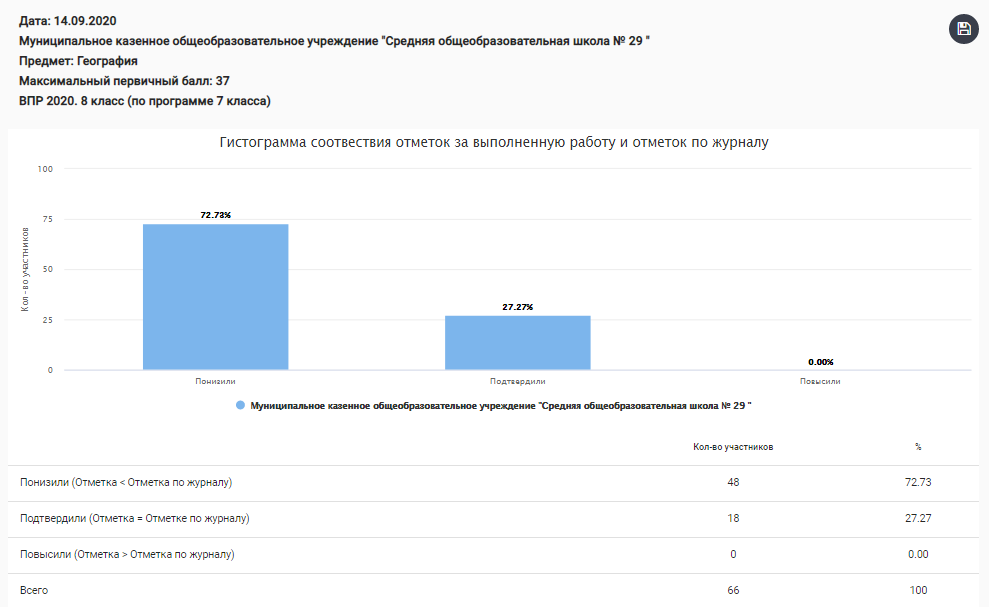 Дата: 14.09.2020
Муниципальное казенное общеобразовательное учреждение "Средняя общеобразовательная школа № 29 "
Предмет: География
Максимальный первичный балл: 37
ВПР 2020. 8 класс (по программе 7 класса)
Гистограмма соотвествия отметок за выполненную работу и отметок по журналу
Кол-во участников
100
75
50
25
0
72.73%
27.27%
0.00%
Понизили
Подтвердили
Повысили
Муниципальное казенное общеобразовательное учреждение "Средняя общеобразовательная школа № 29 "
Кол-во участников %
Понизили (Отметка < Отметка по журналу) 48 72.73
Подтвердили (Отметка = Отметке по журналу) 18 27.27
Повысили (Отметка > Отметка по журналу) 0 0.00
Всего 66 100